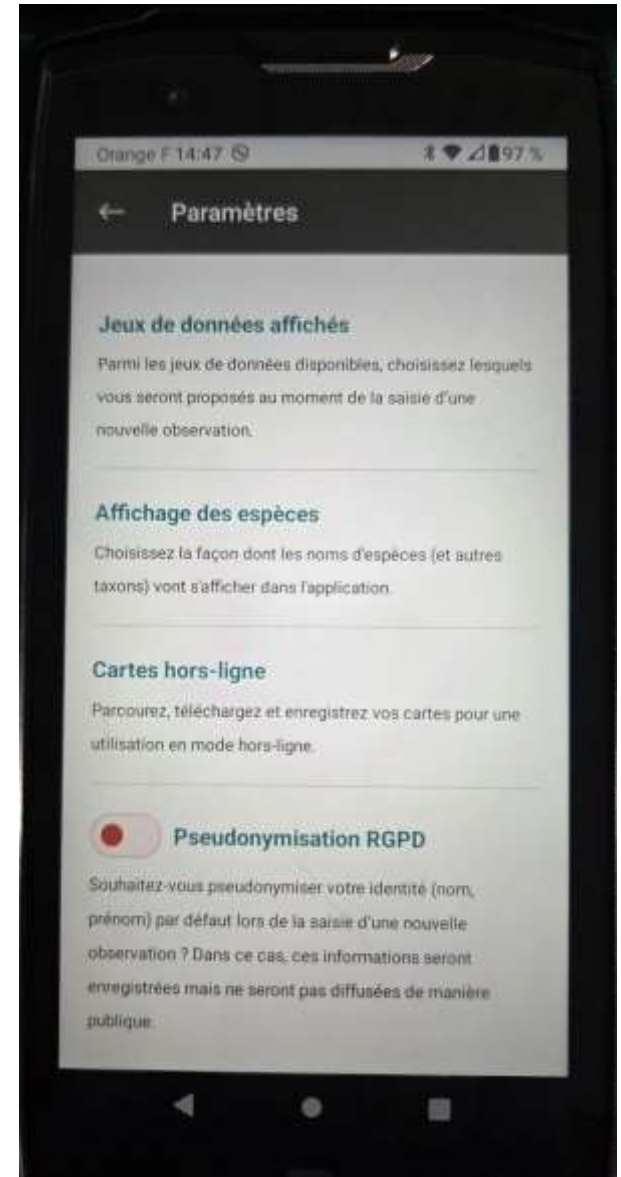 Orange F 14:47 97 %
← Paramètres
Jeux de données affichés
Parmi les jeux de données disponibles, choisissez lesquels
vous seront proposés au moment de la saisie d'une
nouvelle observation.
Affichage des espèces
Choisissez la façon dont les noms d'espèces (et autres
taxons) vont s'afficher dans l'application.
Cartes hors-ligne
Parcourez, téléchargez et enregistrez vos cartes pour une
utilisation en mode hors-ligne.
Pseudonymisation RGPD
Souhaitez-vous pseudonymiser votre identité (nom,
prénom) par défaut lors de la saisie d'une nouvelle
observation ? Dans ce cas, ces informations seront
enregistrées mais ne seront pas diffusées de manière
publique.